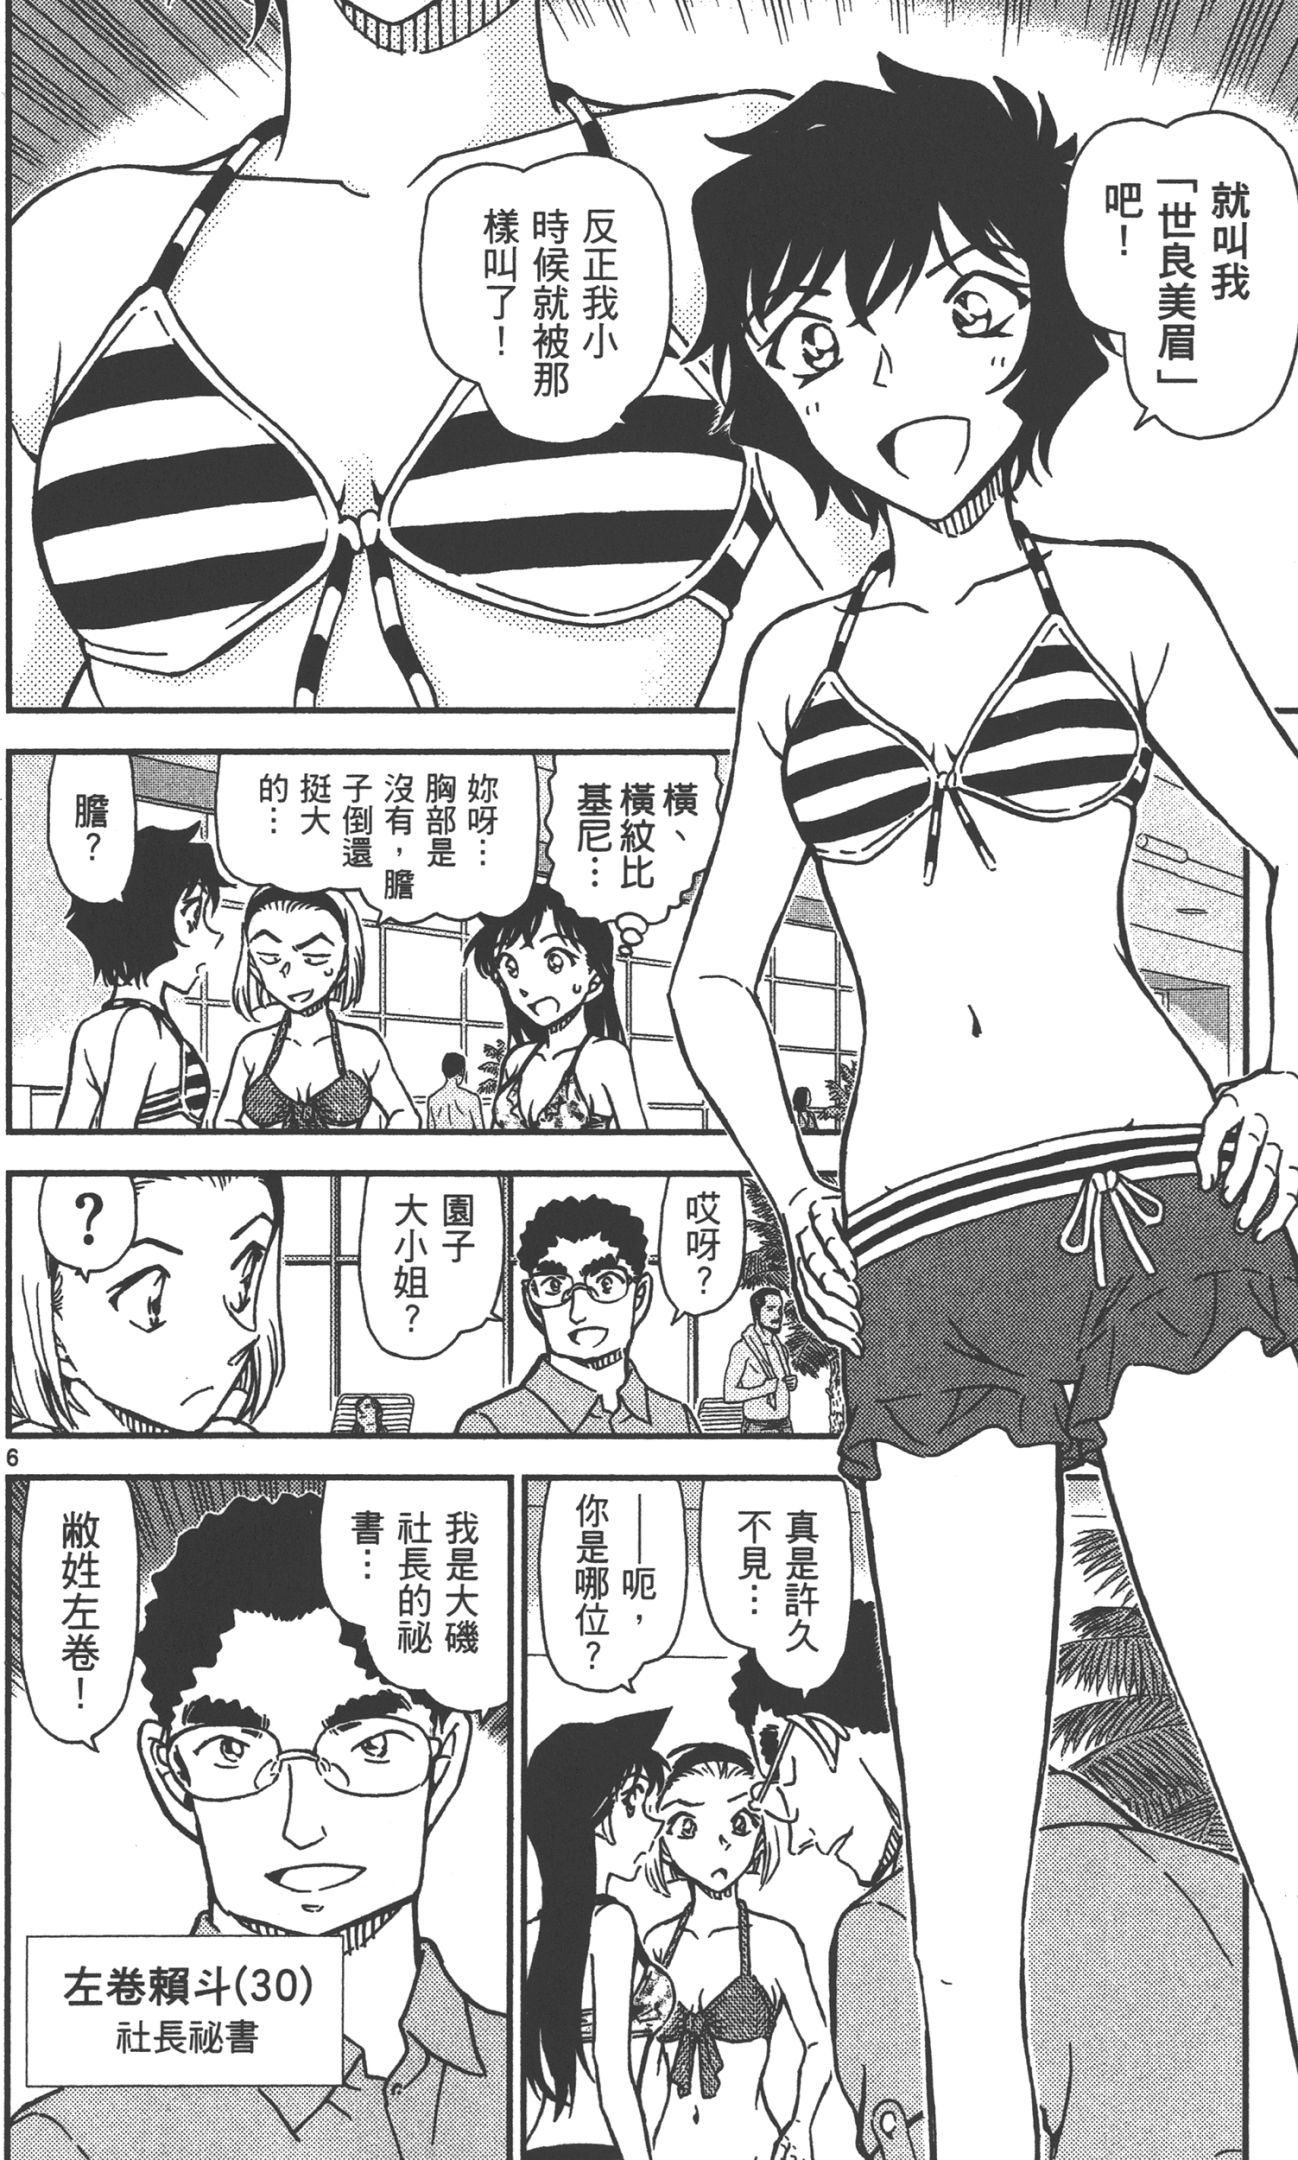 就叫我
「世良美眉」
吧！
反正我小
時候就被那
樣叫了！
橫、
橫紋比
基尼…
妳呀…
胸部是
沒有，膽
子倒還
挺大
的…
膽？
哎呀？
園子
大小姐？
？
真是許久
不見…
──呃，
你是哪位？
我是大磯
社長的祕
書…
敝姓左卷！
左卷賴斗(30)
社長祕書
6